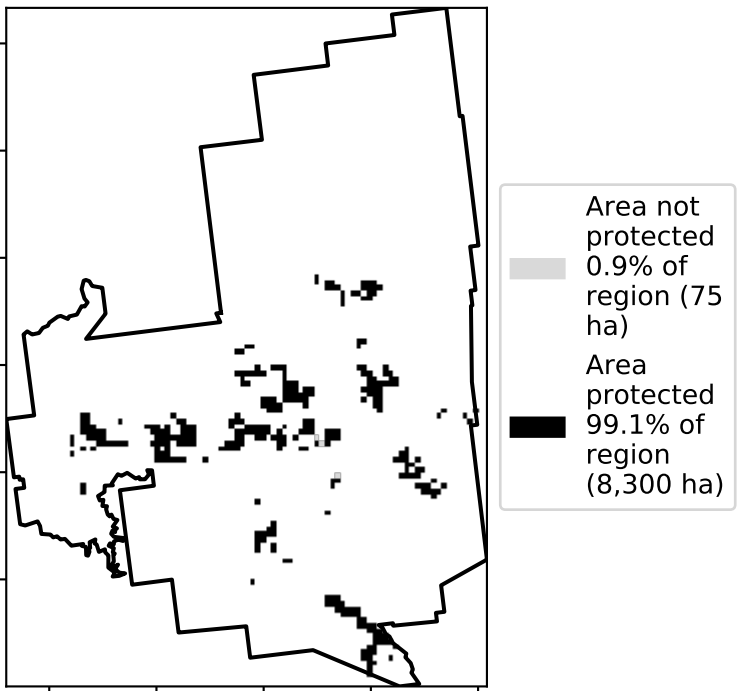 Area not
protected
0.9% of
region (75
ha)
Area
protected
99.1% of
region
(8,300 ha)